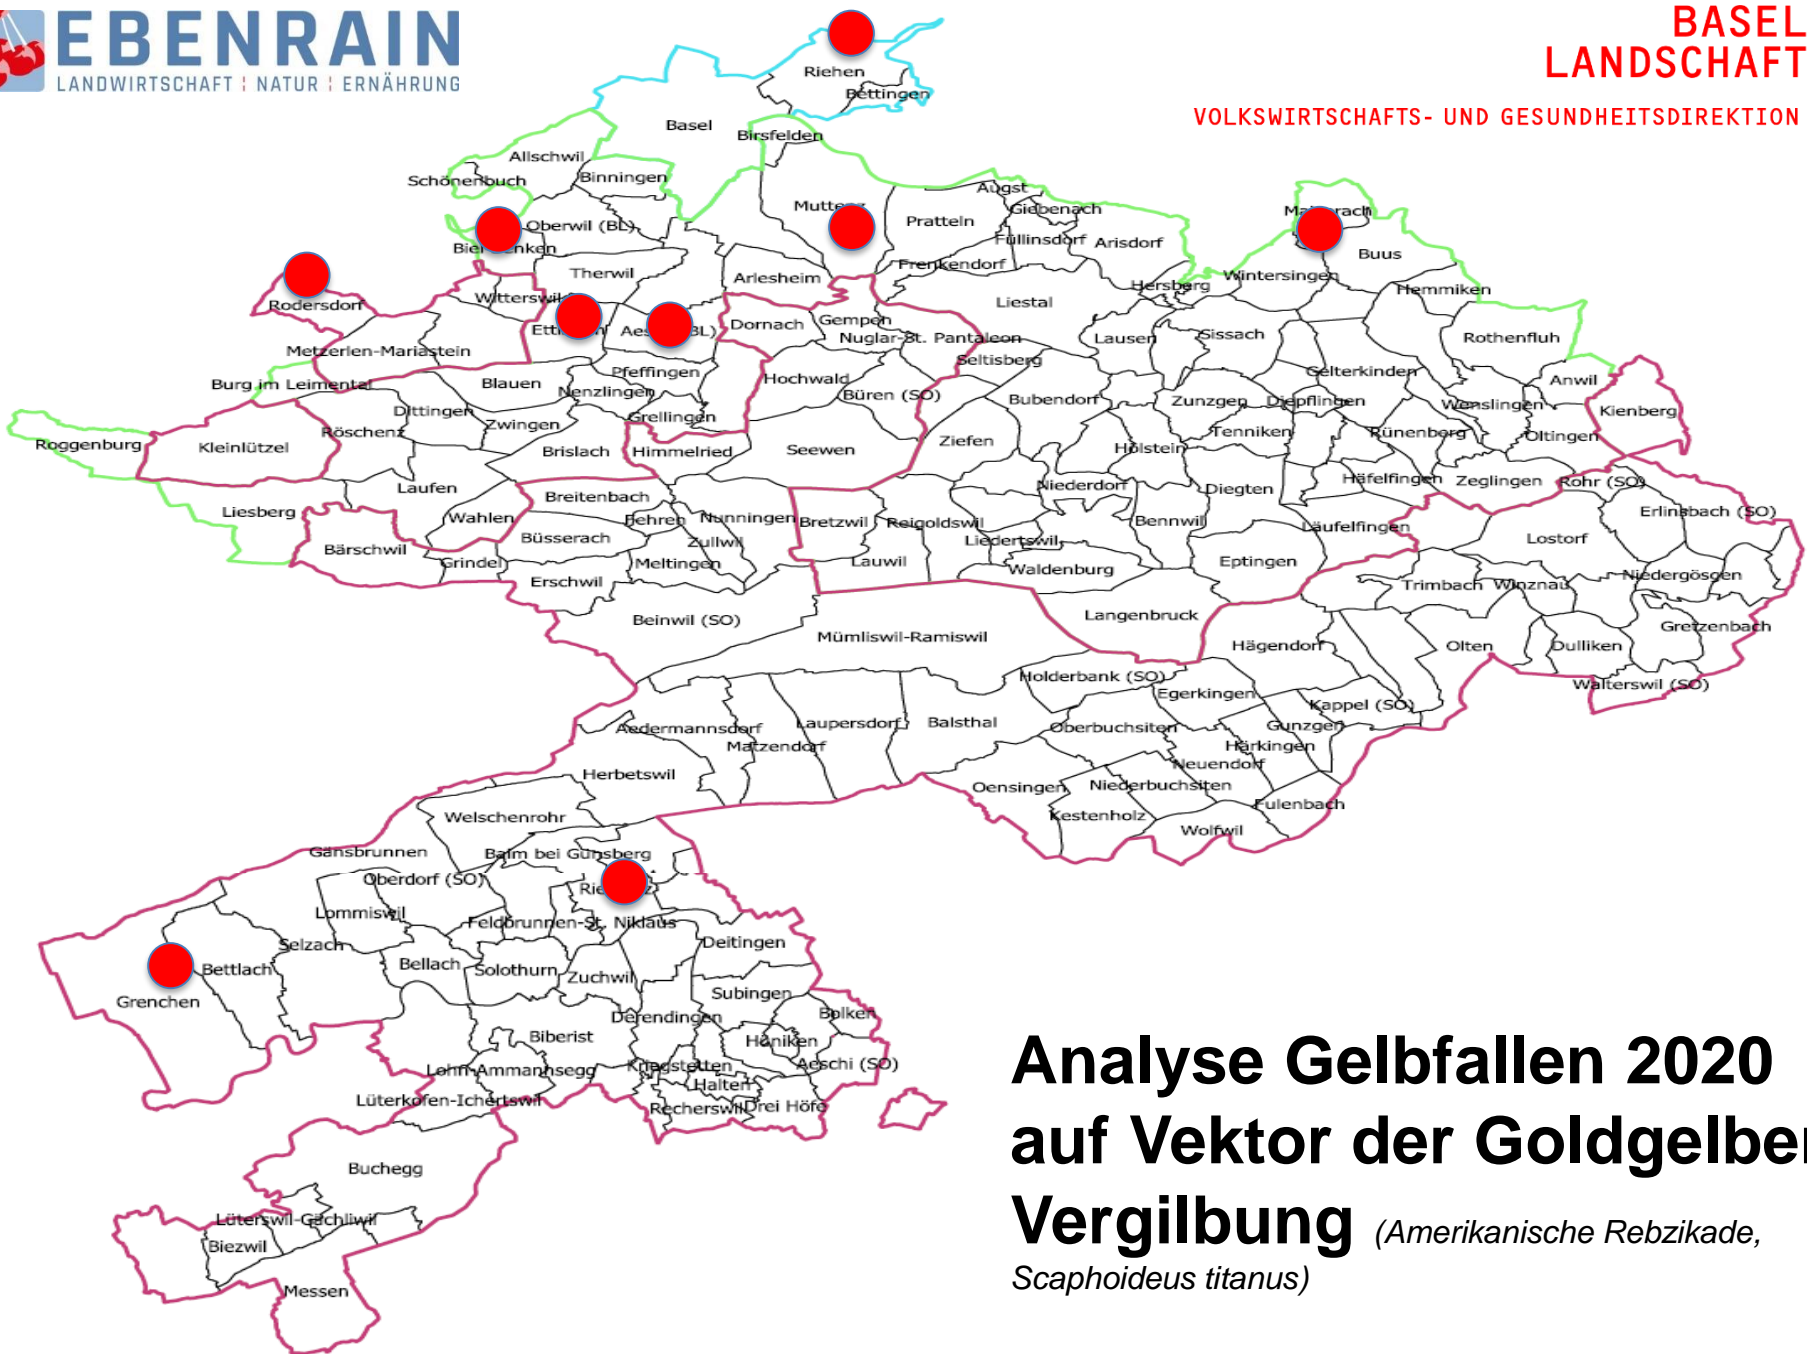 EBENRAIN
LANDWIRTSCHAFT ¦ NATUR ¦ ERNÄHRUNG
BASEL
LANDSCHAFT
VOLKSWIRTSCHAFTS- UND GESUNDHEITSDIREKTION
Riehen
Bettingen
Basel
Birsfelden
Allschwil
Schönenbuch
Binningen
Augst
Muttenz
Giebenach
Pratteln
Oberwil (BL)
Füllinsdorf
Arisdorf
Buus
Frenkendorf
Therwil
Arlesheim
Hersberg
Wintersingen
Hemmiken
Rodersdorf
Witterswil
Liestal
Dornach
Gempen
Nuglar-St. Pantaleon
Lausen
Sissach
Rothenfluh
Metzerlen-Mariastein
Seltisberg
Pfeffingen
Gelterkinden
Burg im Leimental
Blauen
Nenzlingen
Hochwald
Büren (SO)
Bubendorf
Zunzgen
Diepflingen
Wenslingen
Anwil
Kienberg
Dittingen
Grellingen
Roggenburg
Kleinlützel
Röschenz
Zwingen
Brislach
Himmelried
Seewen
Ziefen
Hölstein
Tenniken
Rünenberg
Oltingen
Laufen
Niederdorf
Diegten
Häfelfingen
Zeglingen
Rohr (SO)
Breitenbach
Liesberg
Wahlen
Fehren
Nunningen
Bretzwil
Reigoldswil
Bennwil
Läufelfingen
Erlinsbach (SO)
Bärschwil
Büsserach
Zullwil
Liedertswil
Lostorf
Grindel
Meltingen
Lauwil
Waldenburg
Eptingen
Erschwil
Trimbach
Winznau
Niedergösgen
Beinwil (SO)
Mümliswil-Ramiswil
Langenbruck
Hägendorf
Olten
Dulliken
Gretzenbach
Holderbank (SO)
Egerkingen
Walterswil (SO)
Kappel (SO)
Aedermannsdorf
Laupersdorf
Balsthal
Oberbuchsiten
Gunzgen
Matzendorf
Härkingen
Herbetswil
Neuendorf
Oensingen
Niederbuchsiten
Fulenbach
Welschenrohr
Kestenholz
Wolfwil
Gänsbrunnen
Balm bei Günsberg
Oberdorf (SO)
Lommiswil
Feldbrunnen-St. Niklaus
Selzach
Deitingen
Bettlach
Bellach
Solothurn
Zuchwil
Grenchen
Subingen
Derendingen
Bolken
Biberist
Hüniken
Lohn-Ammannsegg
Kriegstetten
Aeschi (SO)
Halten
Lüterkofen-Ichertswil
Recherswil
Drei Höfe
Buchegg
Lüterswil-Gächliwil
Biezwil
Messen
Analyse Gelbfallen 2020
auf Vektor der Goldgelben
Vergilbung (Amerikanische Rebzikade,
Scaphoideus titanus)